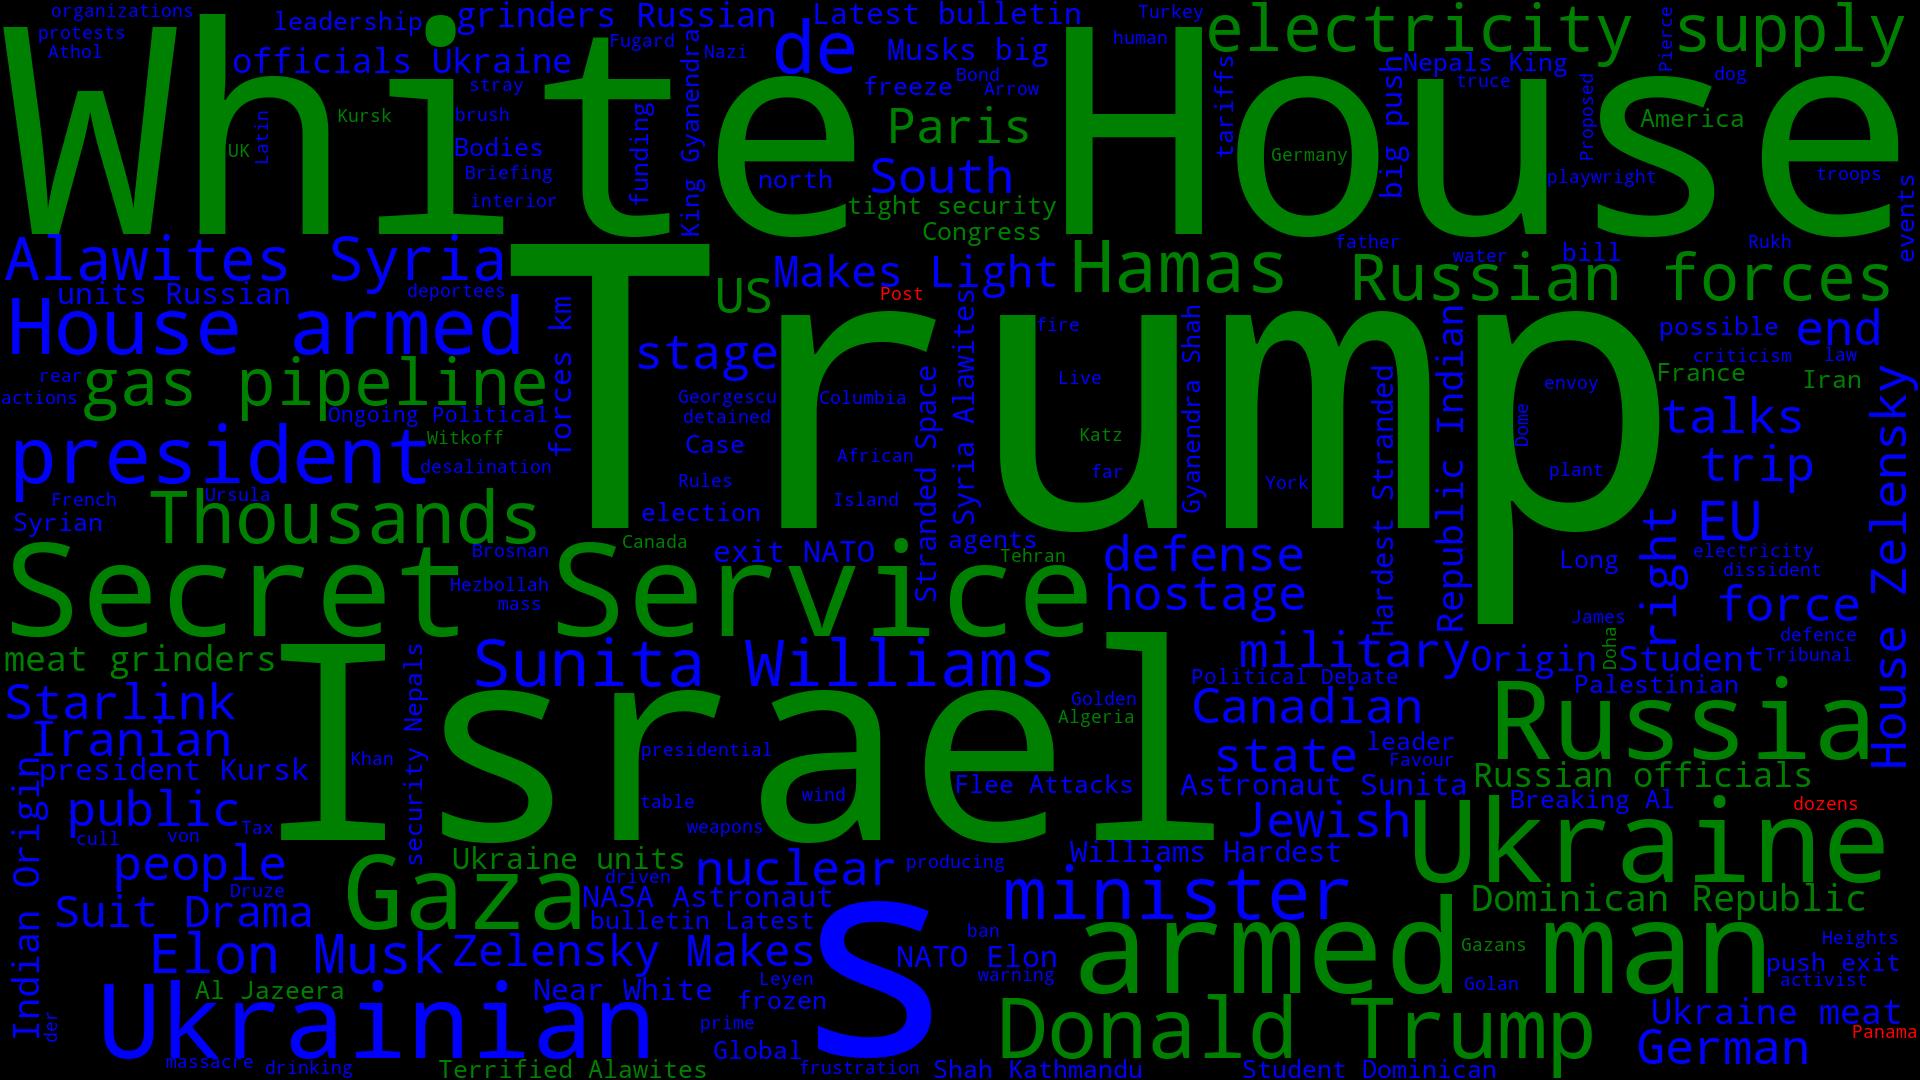 organizations
leadership
grinders Russian
Latest bulletin
Turkey
electricity supply
protests
Athol
officials Ukraine
Fugard
Nazi
de
Musks big
human
Pierce
White House
stray
freeze
Bond
Arrow
Nepals King
truce
dog
Kursk
brush
Latin
UK
Bodies
Briefing
interior
funding
King Gyanendra
north
Paris
South
tight security
Congress
tariffs
Germany
big push
Proposed
playwright
America
troops
events
Alawites Syria
units Russian
deportees
House armed
US
Makes Light
Post
Hamas
father
water
bill
Rukh
Russian forces
Trump
forces km
stage
fire
possible
end
rear
actions
gas pipeline
Ongoing Political
Witkoff
president
desalination
Georgescu
detained
Case
Rules
Columbia
African
Island
Stranded Space
Syria Alawites
Live
Katz
far
Gyanendra Shah
York
Hardest Stranded
Republic Indian
Dome
envoy
plant
criticism
law
France
Iran
talks
trip
House Zelensky
French
Ursula
Syrian
Thousands
election
Canada
exit NATO
agents
Tehran
defense
hostage
EU
Long
right
electricity
dissident
Secret Service
Brosnan
Hezbollah
mass
James
force
defence
Doha
meat grinders
security Nepals
Sunita Williams
military
Origin Student
Tribunal
Political Debate
Palestinian
Starlink
Iranian
Israel
Golden
Algeria
Canadian
Russia
president Kursk
Khan
presidential
table
wind
weapons
Flee Attacks
state
leader
Favour
Astronaut Sunita
Russian officials
Indian Origin
public
cull
von
Tax
Jewish
Breaking Al
dozens
Ukraine
people
Druze
Ukraine units
driven
nuclear
producing
Williams Hardest
Gaza
NASA Astronaut
bulletin Latest
minister
Dominican Republic
Suit Drama
s
ban
armed man
Gazans
Heights
Elon Musk
Zelensky Makes
NATO Elon
warning
Golan
push exit
activist
Al Jazeera
Near White
Leyen
frozen
der
Ukrainian
prime
Global
Donald Trump
Ukraine meat
Panama
German
massacre
drinking
Terrified Alawites
frustration
Shah Kathmandu
Student Dominican